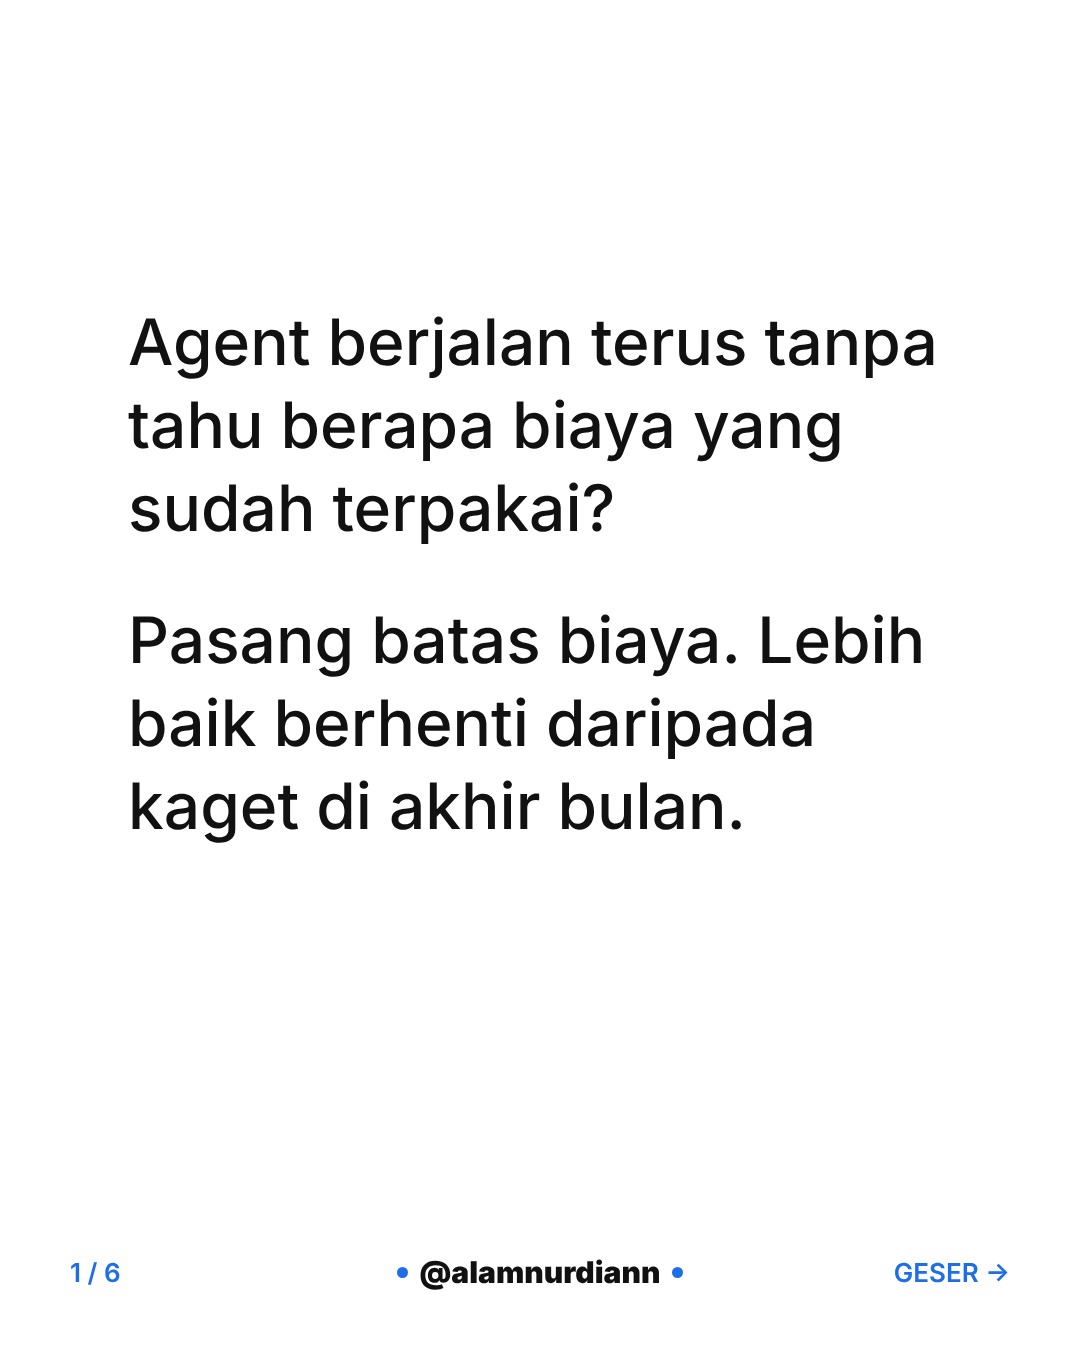 Agent berjalan terus tanpa
tahu berapa biaya yang
sudah terpakai?
Pasang batas biaya. Lebih
baik berhenti daripada
kaget di akhir bulan.
1 / 6
• @alamnurdiann •
GESER →